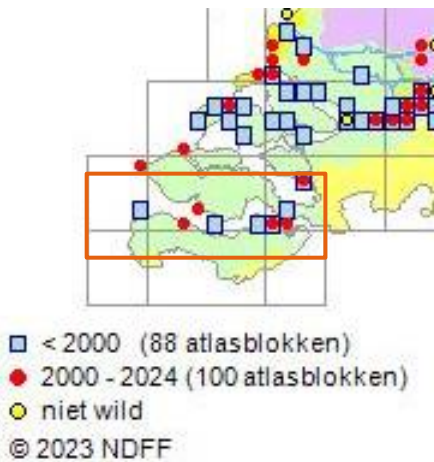 < 2000 (88 atlasblokken)
2000 - 2024 (100 atlasblokken)
niet wild
© 2023 NDFF